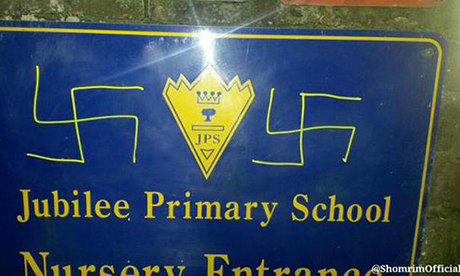 JPS
Jubilee Primary School
Nursery Entrance
@ShomrimOfficial